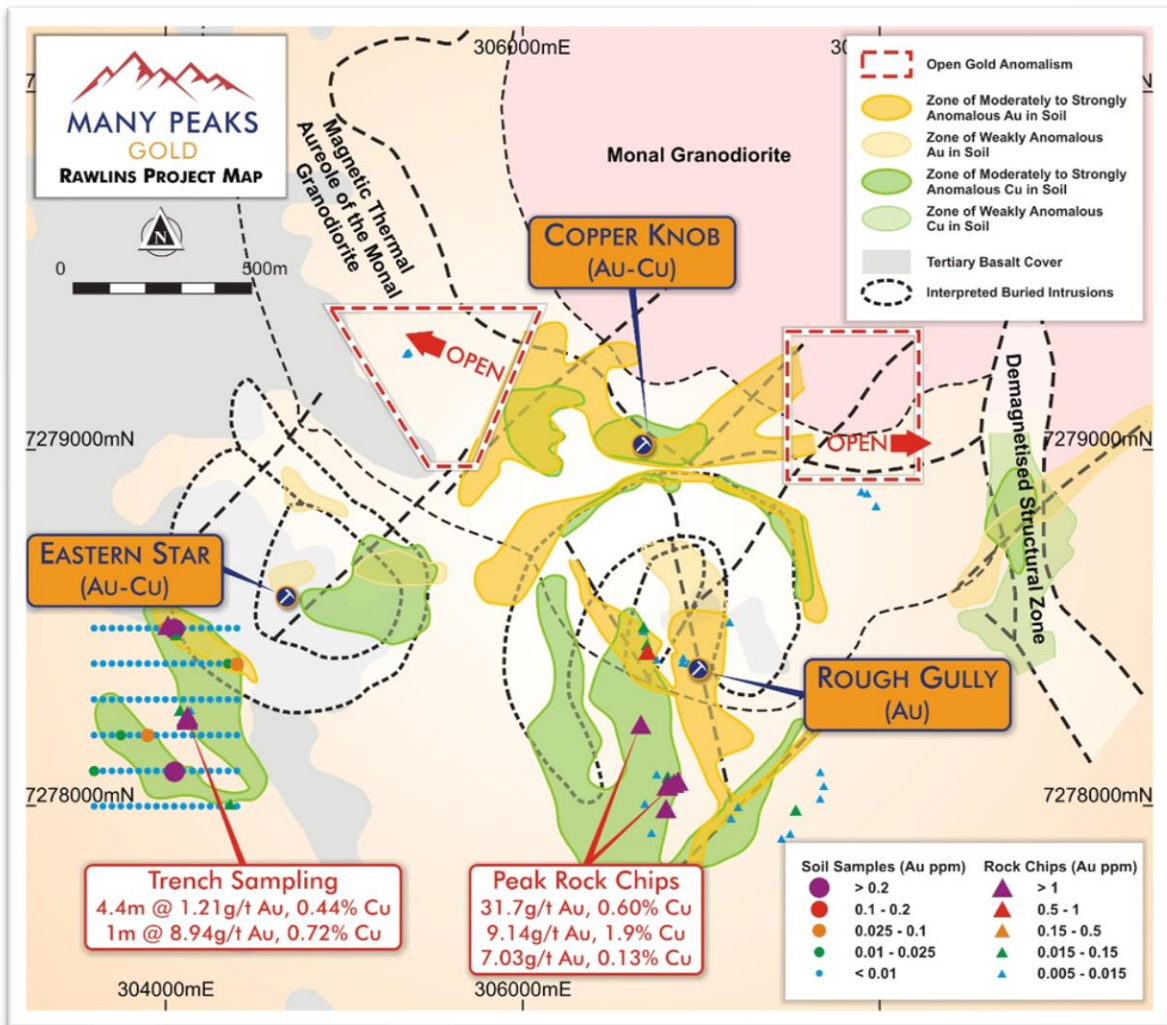 MANY PEAKS
GOLD
RAWLINS PROJECT MAP
N
0
500m
306000mE
Monal Granodiorite
Magnetic Thermal
Aureole of the Monal
Granodiorite
Open Gold Anomalism
Zone of Moderately to Strongly
Anomalous Au in Soil
Zone of Weakly Anomalous
Au in Soil
Zone of Moderately to Strongly
Anomalous Cu in Soil
Zone of Weakly Anomalous
Cu in Soil
Tertiary Basalt Cover
Interpreted Buried Intrusions
COPPER KNOB
(Au-Cu)
OPEN
OPEN
7279000mN
7279000mN
Demagnetised Structural Zone
EASTERN STAR
(Au-Cu)
ROUGH GULLY
(Au)
7278000mN
7278000mN
Trench Sampling
4.4m @ 1.21g/t Au, 0.44% Cu
1m @ 8.94g/t Au, 0.72% Cu
Peak Rock Chips
31.7g/t Au, 0.60% Cu
9.14g/t Au, 1.9% Cu
7.03g/t Au, 0.13% Cu
Soil Samples (Au ppm)
> 0.2
0.1 - 0.2
0.025 - 0.1
0.01 - 0.025
< 0.01
Rock Chips (Au ppm)
> 1
0.5 - 1
0.15 - 0.5
0.015 - 0.15
0.005 - 0.015
304000mE
306000mE